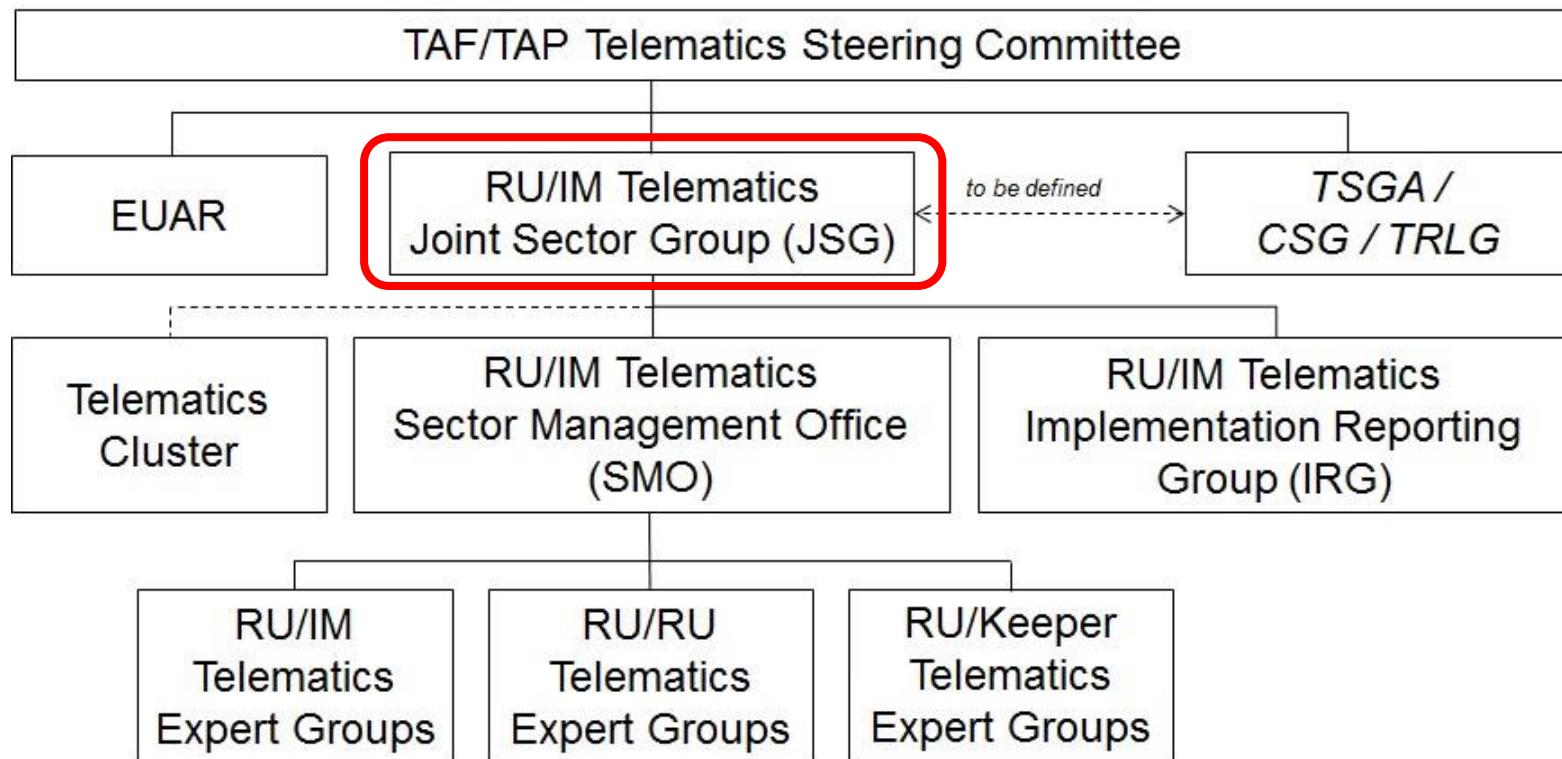 TAF/TAP Telematics Steering Committee
EUAR
RU/IM Telematics
Joint Sector Group (JSG)
to be defined
TSGA /
CSG / TRLG
Telematics
Cluster
RU/IM Telematics
Sector Management Office
(SMO)
RU/IM Telematics
Implementation Reporting
Group (IRG)
RU/IM
Telematics
Expert Groups
RU/RU
Telematics
Expert Groups
RU/Keeper
Telematics
Expert Groups